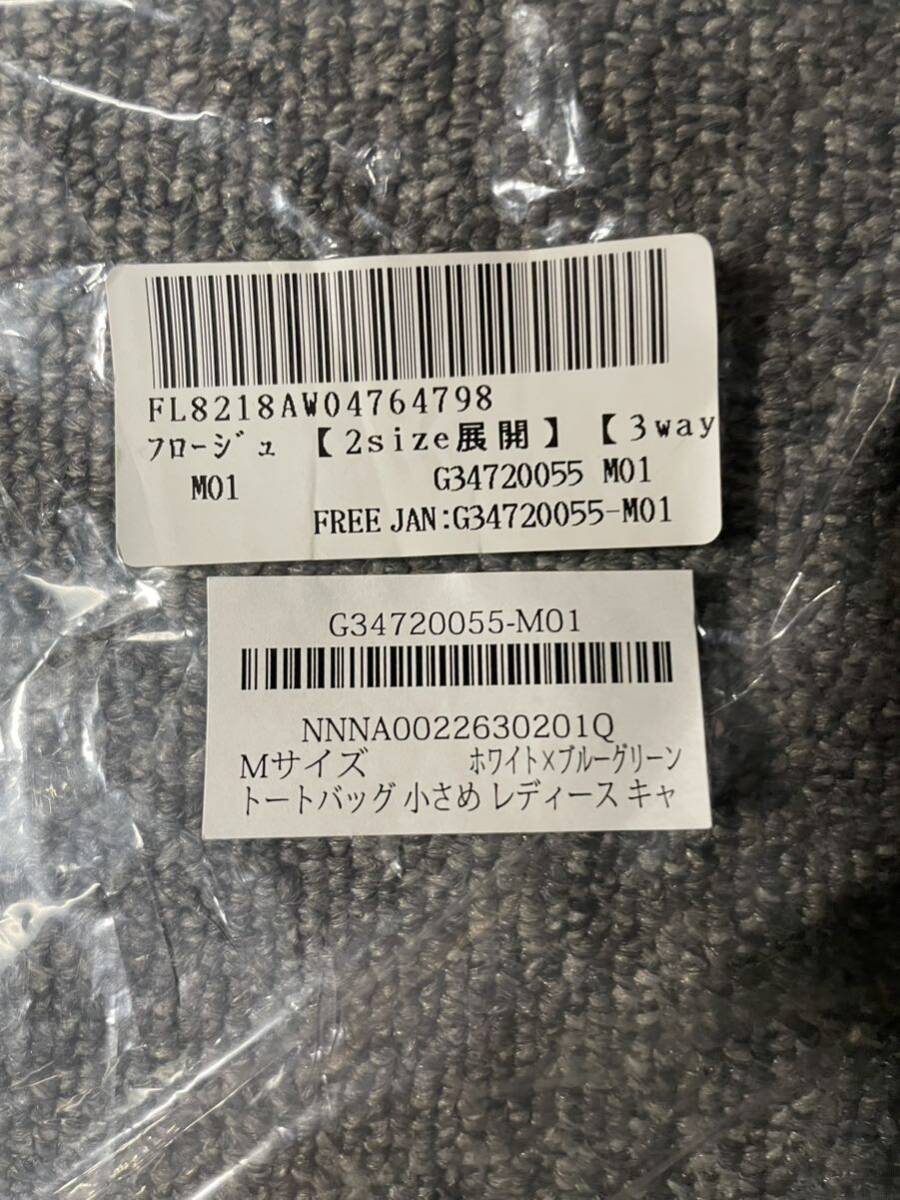 FL8218AW04764798
ﾌﾛｰｼﾞｭ 【2size展開】【3way
M01 G34720055 M01
FREE JAN:G34720055-M01
G34720055-M01
NNNA0022630201Q
Mサイズ ﾎﾜｲﾄ×ﾌﾞﾙｰｸﾞﾘｰﾝ
トートバッグ 小さめ レディース キャ